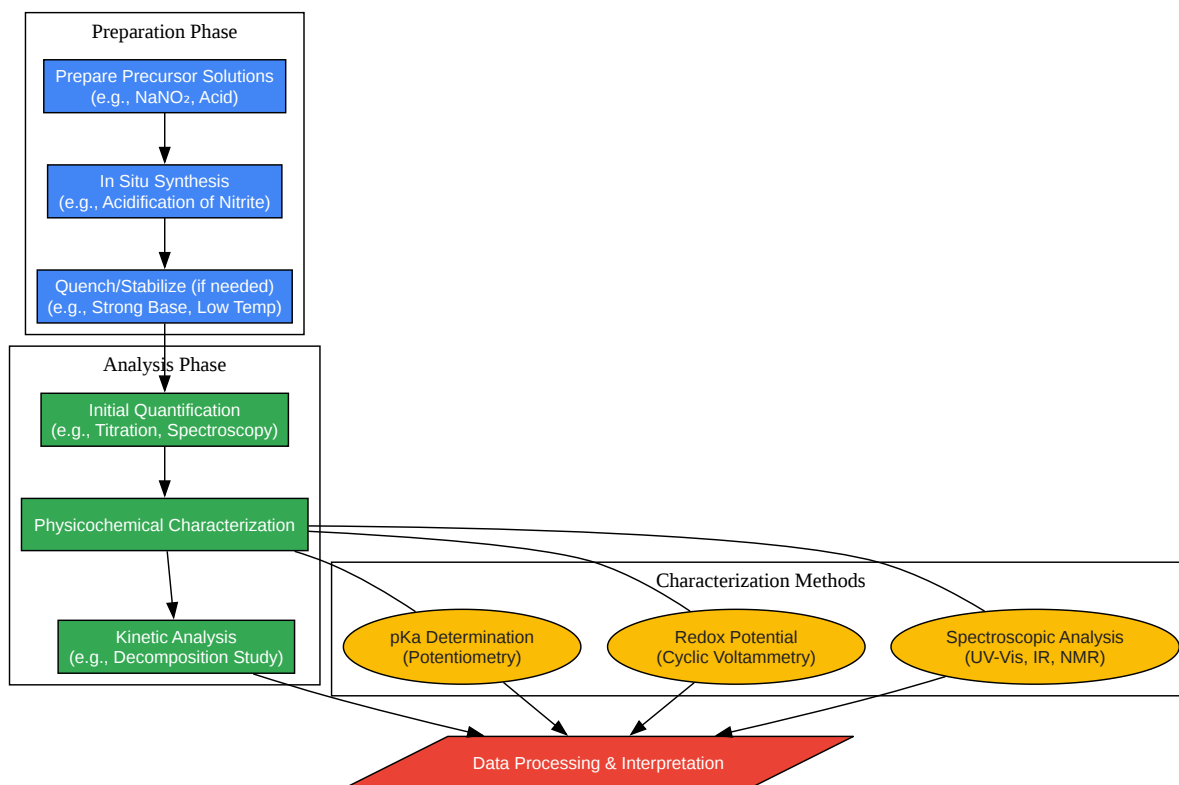 Preparation Phase
Prepare Precursor Solutions
(e.g., NaNO₂, Acid)
In Situ Synthesis
(e.g., Acidification of Nitrite)
Quench/Stabilize (if needed)
(e.g., Strong Base, Low Temp)
Analysis Phase
Initial Quantification
(e.g., Titration, Spectroscopy)
Physicochemical Characterization
Kinetic Analysis
(e.g., Decomposition Study)
Characterization Methods
pKa Determination
(Potentiometry)
Redox Potential
(Cyclic Voltammetry)
Spectroscopic Analysis
(UV-Vis, IR, NMR)
Data Processing & Interpretation